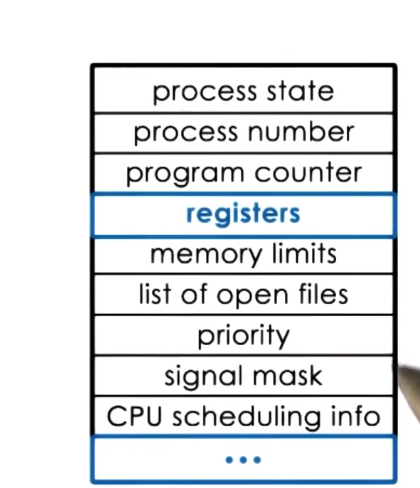 process state
process number
program counter
registers
memory limits
list of open files
priority
signal mask
CPU scheduling info
...